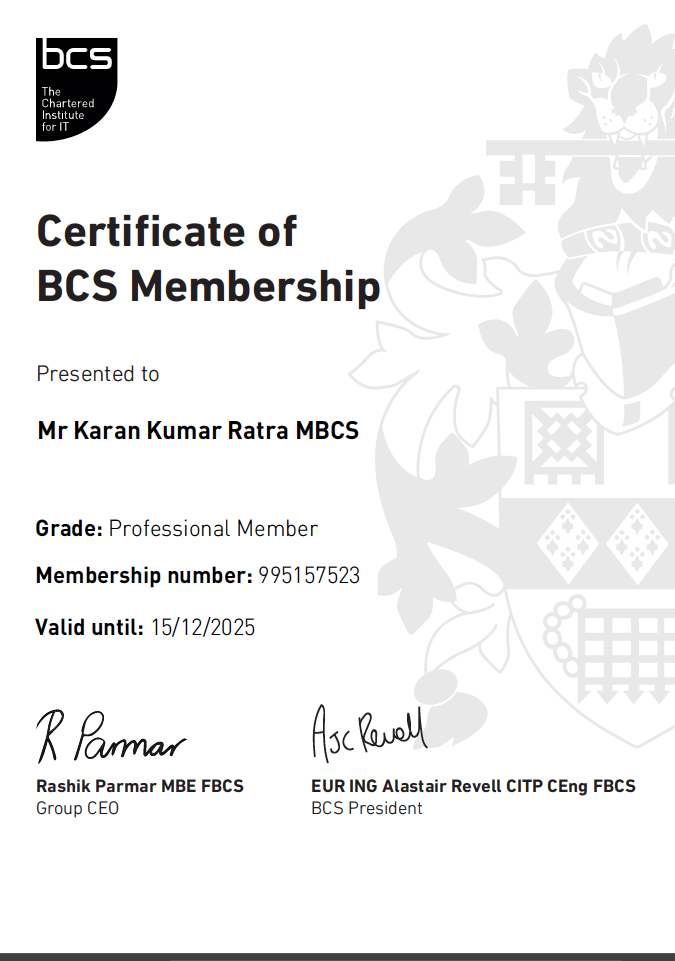 bcs
The
Chartered
Institute
for IT
Certificate of
BCS Membership
Presented to
Mr Karan Kumar Ratra MBCS
Grade: Professional Member
Membership number: 995157523
Valid until: 15/12/2025
R Parmar
AJC Revell
Rashik Parmar MBE FBCS
Group CEO
EUR ING Alastair Revell CITP CEng FBCS
BCS President